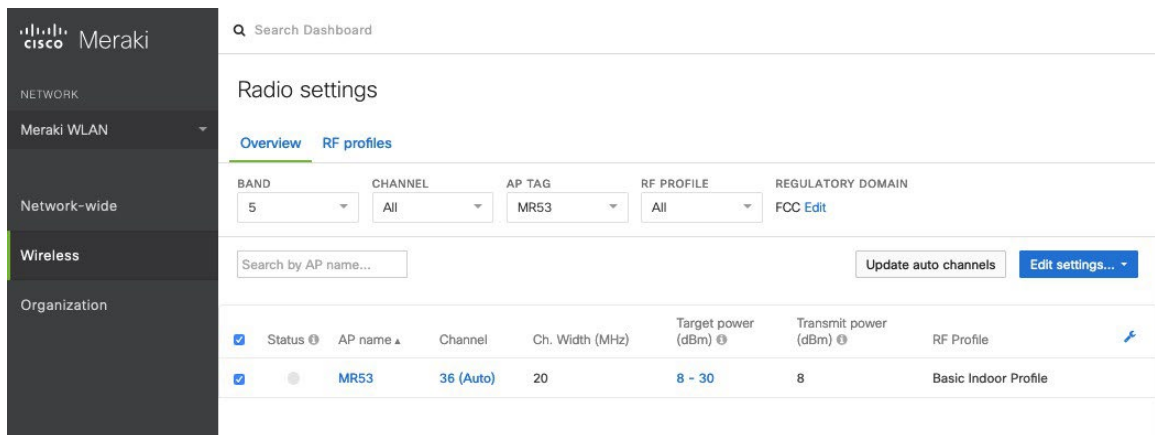 cisco Meraki
Search Dashboard
NETWORK
Meraki WLAN
Network-wide
Wireless
Organization
Radio settings
Overview RF profiles
BAND CHANNEL AP TAG RF PROFILE REGULATORY DOMAIN
5 All MR53 All FCC Edit
Search by AP name... Update auto channels Edit settings...
Status AP name Channel Ch. Width (MHz) Target power (dBm) Transmit power (dBm) RF Profile
MR53 36 (Auto) 20 8 - 30 8 Basic Indoor Profile